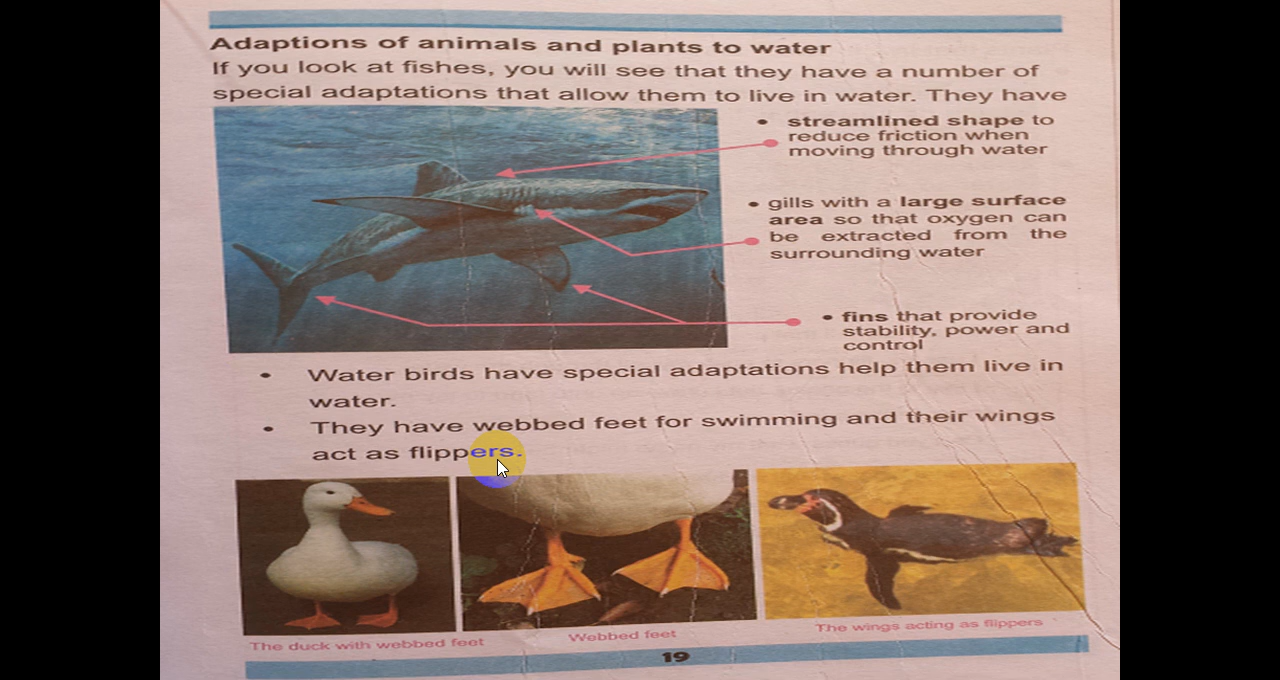 Adaptions of animals and plants to water
If you look at fishes, you will see that they have a number of
special adaptations that allow them to live in water. They have
• streamlined shape to
reduce friction when
moving through water
• gills with a large surface
area so that oxygen can
be extracted from the
surrounding water
• fins that provide
stability, power and
control
• Water birds have special adaptations help them live in
water.
• They have webbed feet for swimming and their wings
act as flippers.
The duck with webbed feet
Webbed feet
The wings acting as flippers
19